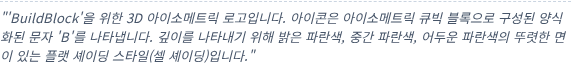 "'BuildBlock'을 위한 3D 아이소메트릭 로고입니다. 아이콘은 아이소메트릭 큐빅 블록으로 구성된 양식
화된 문자 'B'를 나타냅니다. 깊이를 나타내기 위해 밝은 파란색, 중간 파란색, 어두운 파란색의 뚜렷한 면
이 있는 플랫 셰이딩 스타일(셀 셰이딩)입니다."